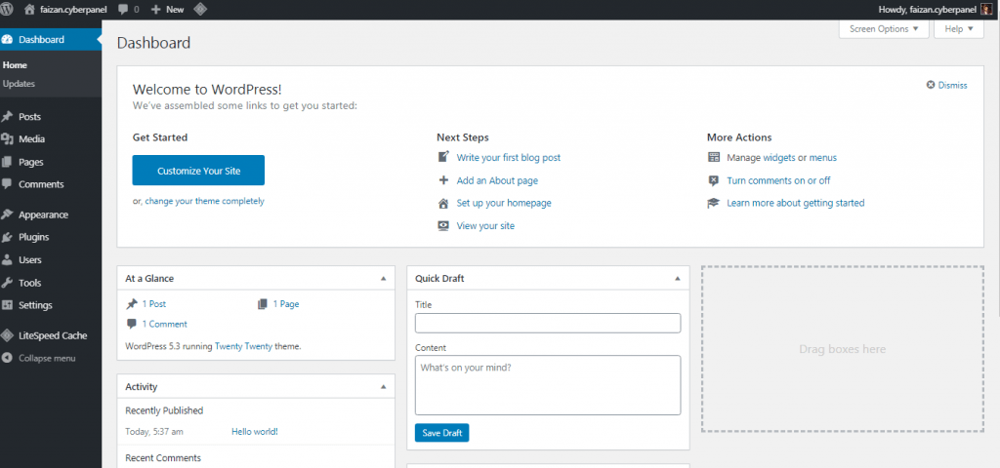 faizan.cyberpanel 0 New Howdy, faizan.cyberpanel
Screen Options Help
Dashboard
Home
Updates
Posts
Media
Pages
Comments
Appearance
Plugins
Users
Tools
Settings
LiteSpeed Cache
Collapse menu
Dashboard
Welcome to WordPress!
Dismiss
We've assembled some links to get you started:
Get Started
Customize Your Site
or, change your theme completely
Next Steps
Write your first blog post
Add an About page
Set up your homepage
View your site
More Actions
Manage widgets or menus
Turn comments on or off
Learn more about getting started
At a Glance
1 Post
1 Page
1 Comment
WordPress 5.3 running Twenty Twenty theme.
Activity
Recently Published
Today, 5:37 am Hello world!
Recent Comments
Quick Draft
Title
Content
What's on your mind?
Save Draft
Drag boxes here